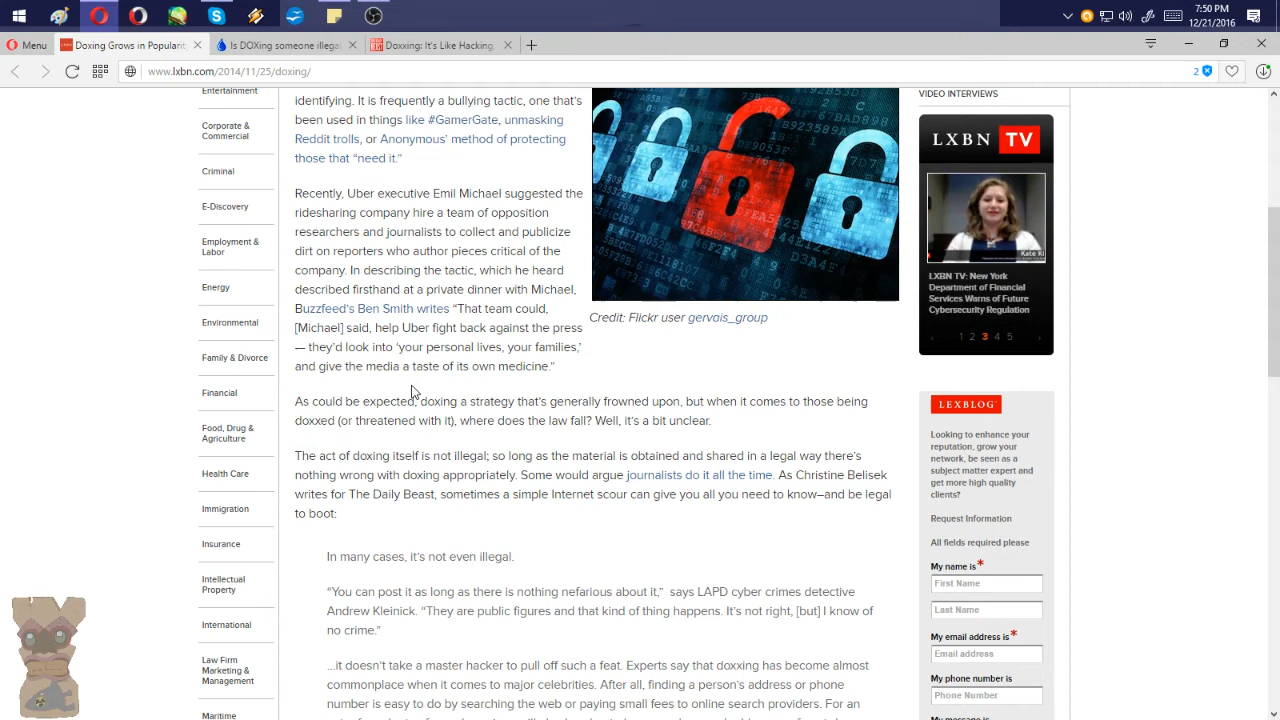 7:50 PM
12/21/2016
Menu
Doxing Grows in Popularit
Is DOXing someone illegal
Doxxing: It's Like Hacking,
www.lxbn.com/2014/11/25/doxing/
2
Entertainment
Corporate &
Commercial
Criminal
E-Discovery
Employment &
Labor
Energy
Environmental
Family & Divorce
Financial
Food, Drug &
Agriculture
Health Care
Immigration
Insurance
Intellectual
Property
International
Law Firm
Marketing &
Management
Maritime
identifying. It is frequently a bullying tactic, one that's
been used in things like #GamerGate, unmasking
Reddit trolls, or Anonymous' method of protecting
those that “need it.”
Recently, Uber executive Emil Michael suggested the
ridesharing company hire a team of opposition
researchers and journalists to collect and publicize
dirt on reporters who author pieces critical of the
company. In describing the tactic, which he heard
described firsthand at a private dinner with Michael,
Buzzfeed's Ben Smith writes “That team could,
[Michael] said, help Uber fight back against the press
— they'd look into ‘your personal lives, your families,’
and give the media a taste of its own medicine.”
Credit: Flickr user gervais_group
As could be expected, doxing a strategy that's generally frowned upon, but when it comes to those being
doxxed (or threatened with it), where does the law fall? Well, it's a bit unclear.
The act of doxing itself is not illegal; so long as the material is obtained and shared in a legal way there's
nothing wrong with doxing appropriately. Some would argue journalists do it all the time. As Christine Belisek
writes for The Daily Beast, sometimes a simple Internet scour can give you all you need to know–and be legal
to boot:
In many cases, it's not even illegal.
“You can post it as long as there is nothing nefarious about it,” says LAPD cyber crimes detective
Andrew Kleinick. “They are public figures and that kind of thing happens. It's not right, [but] I know of
no crime.”
…it doesn't take a master hacker to pull off such a feat. Experts say that doxxing has become almost
commonplace when it comes to major celebrities. After all, finding a person's address or phone
number is easy to do by searching the web or paying small fees to online search providers. For an
VIDEO INTERVIEWS
LXBN TV
Kate Ki
LXBN TV: New York
Department of Financial
Services Warns of Future
Cybersecurity Regulation
‹ 1 2 3 4 5 ›
LEXBLOG
Looking to enhance your
reputation, grow your
network, be seen as a
subject matter expert and
get more high quality
clients?
Request Information
All fields required please
My name is*
First Name
Last Name
My email address is*
Email address
My phone number is
Phone Number
My message is